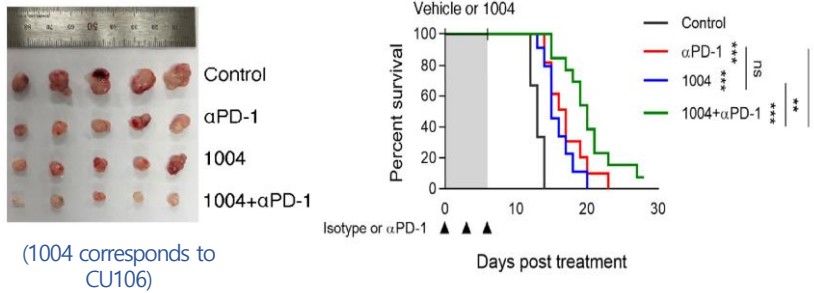 Control
αPD-1
1004
1004+αPD-1
(1004 corresponds to
CU106)
Vehicle or 1004
Percent survival
100
80
60
40
20
0
0 10 20 30
Isotype or αPD-1
Days post treatment
Control
αPD-1
1004
1004+αPD-1
***
***
ns
***
**